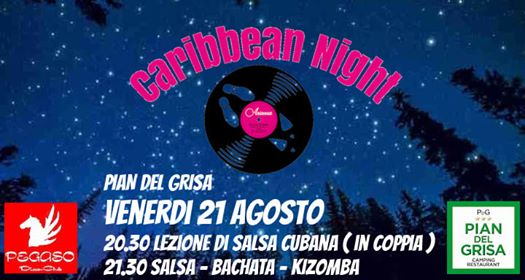 Caribbean Night
PIAN DEL GRISA
VENERDI 21 AGOSTO
20.30 LEZIONE DI SALSA CUBANA ( IN COPPIA )
21.30 SALSA - BACHATA - KIZOMBA
PEGASO
PdG
PIAN
DEL
GRISA
CAMPING
RESTAURANT